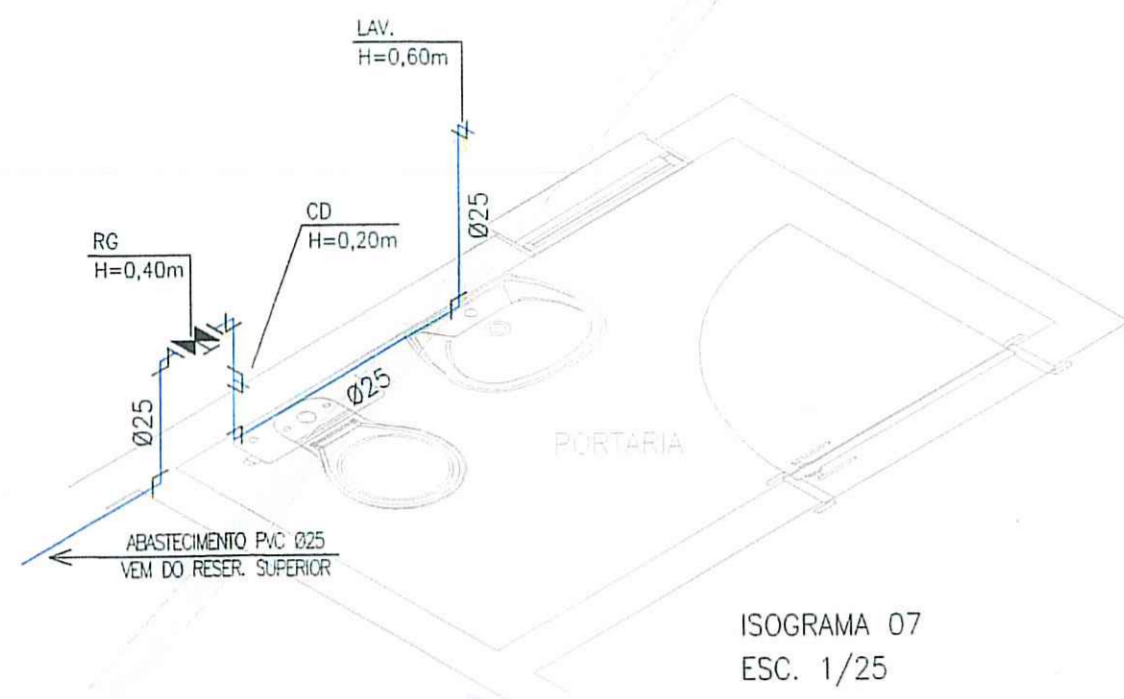 LAV.
H=0,60m
CD
H=0,20m
RG
H=0,40m
Ø25
Ø25
Ø25
PORTARIA
ABASTECIMENTO PVC Ø25
VEM DO RESER. SUPERIOR
ISOGRAMA 07
ESC. 1/25